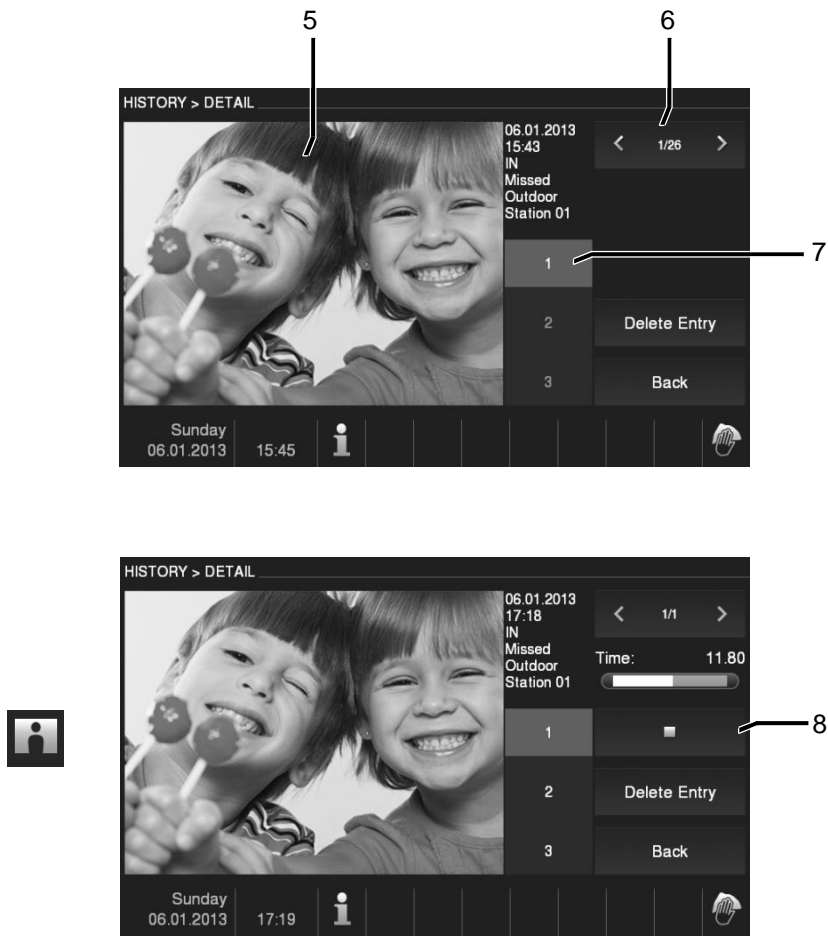 5
6
HISTORY > DETAIL
06.01.2013
15:43
IN
Missed
Outdoor
Station 01
< 1/26 >
1
7
2
Delete Entry
3
Back
Sunday
06.01.2013
15:45
HISTORY > DETAIL
06.01.2013
17:18
IN
Missed
Outdoor
Station 01
< 1/1 >
Time: 11.80
1
8
2
Delete Entry
3
Back
Sunday
06.01.2013
17:19